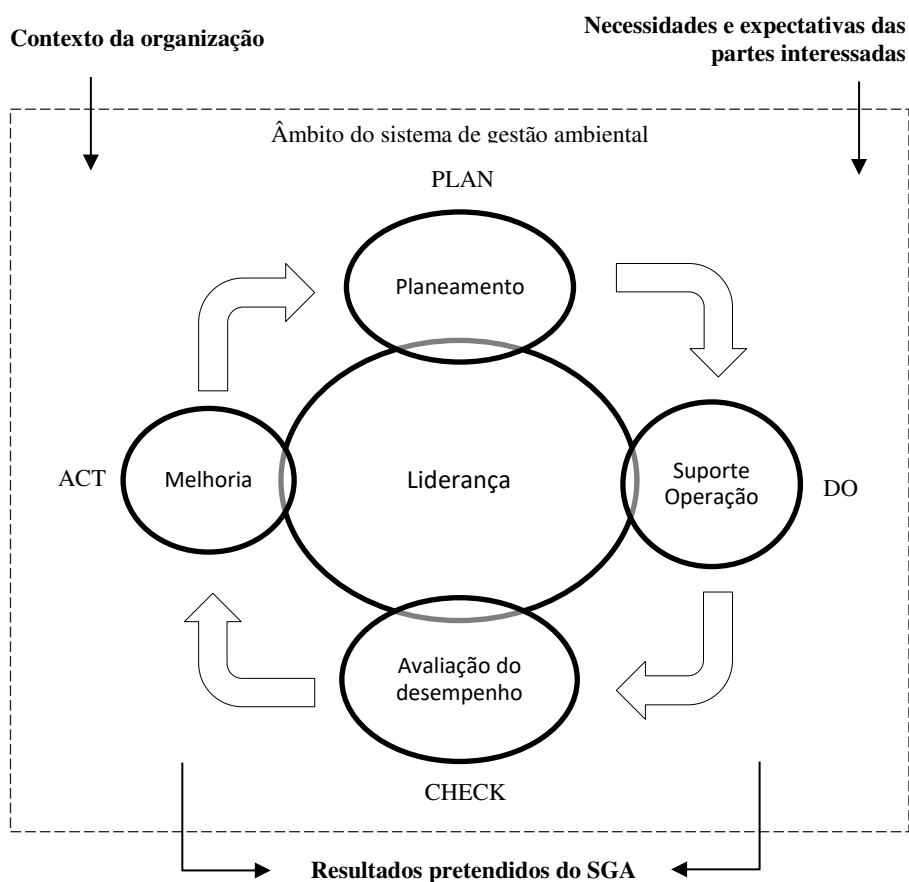 Contexto da organização
Necessidades e expectativas das
partes interessadas
Âmbito do sistema de gestão ambiental
PLAN
Planeamento
ACT
Melhoria
Liderança
Suporte
Operação
DO
Avaliação do
desempenho
CHECK
Resultados pretendidos do SGA